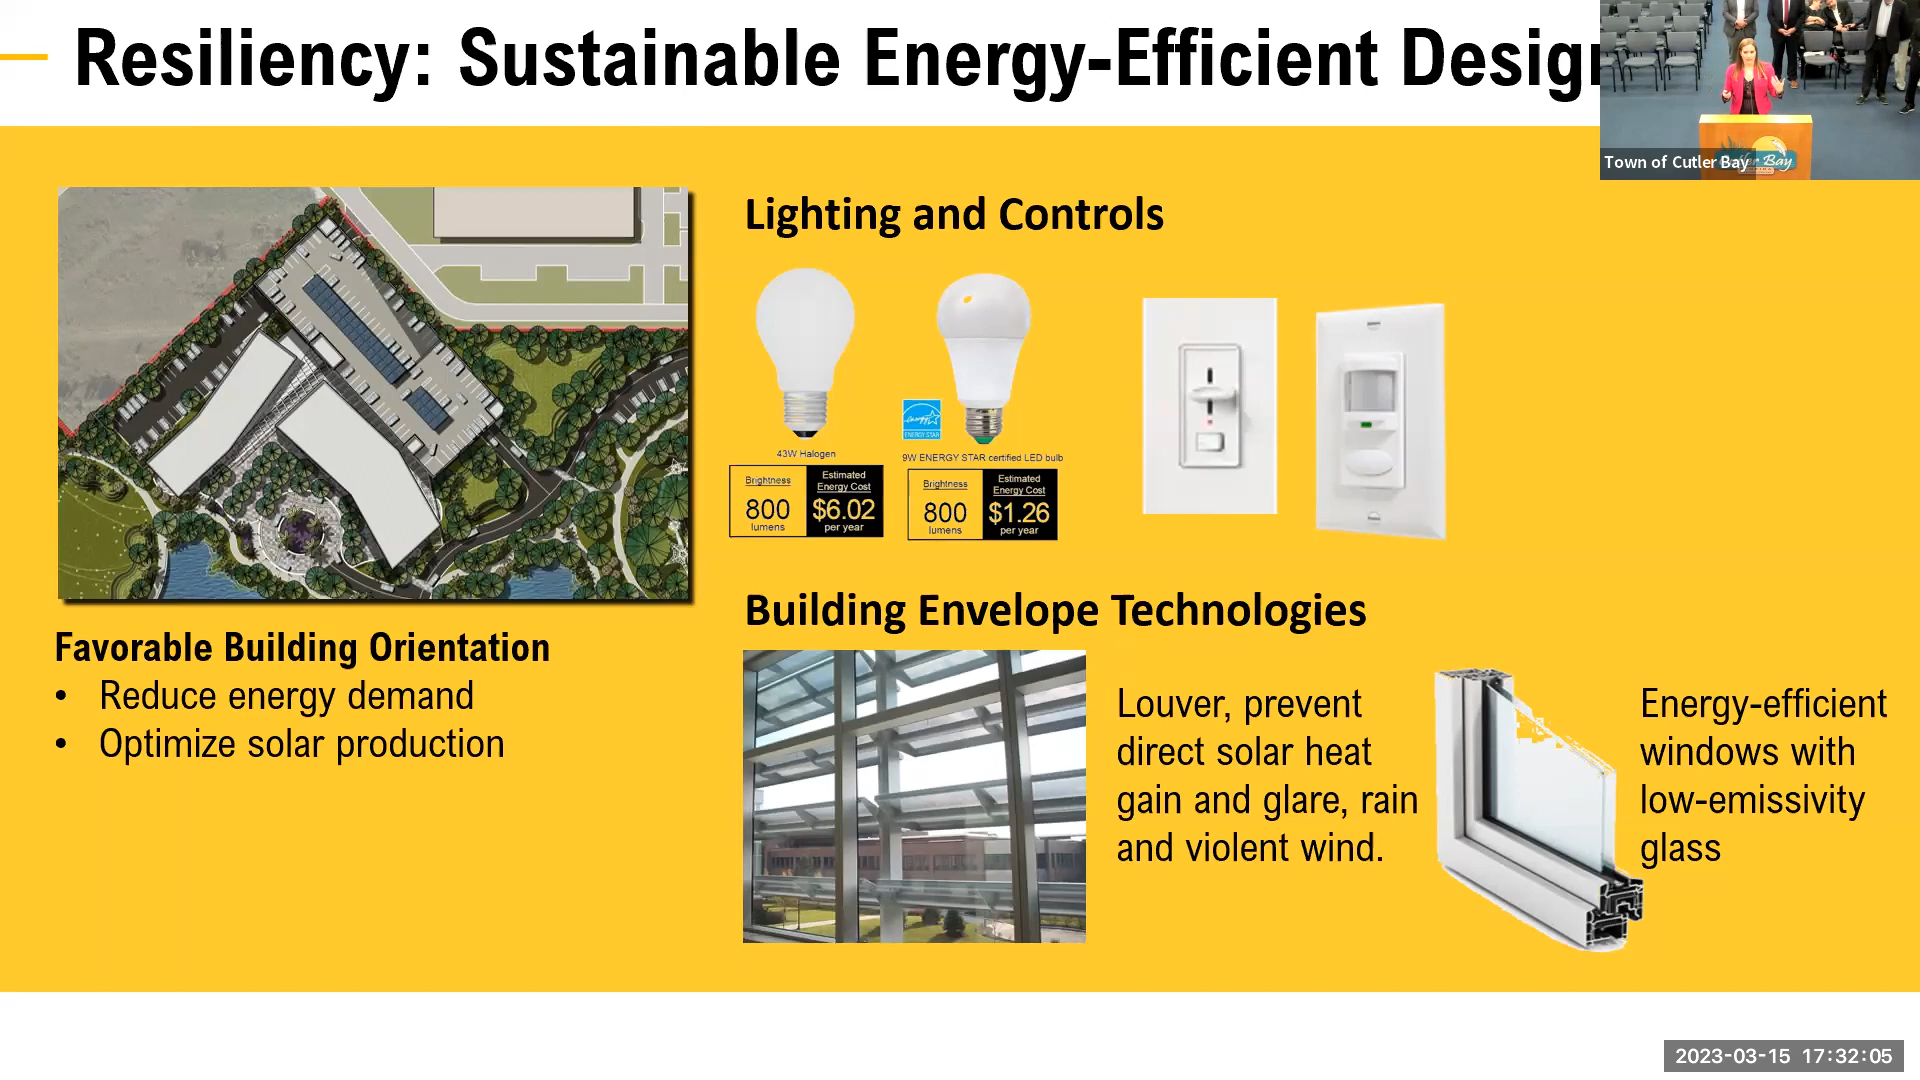 Resiliency: Sustainable Energy-Efficient Desig
Town of Cutler Bay
Bay
Lighting and Controls
energy
ENERGY STAR
43W Halogen
9W ENERGY STAR certified LED bulb
Brightness
800
lumens
Estimated
Energy Cost
$6.02
per year
Brightness
800
lumens
Estimated
Energy Cost
$1.26
per year
Favorable Building Orientation
• Reduce energy demand
• Optimize solar production
Building Envelope Technologies
Louver, prevent
direct solar heat
gain and glare, rain
and violent wind.
Energy-efficient
windows with
low-emissivity
glass
2023-03-15 17:32:05